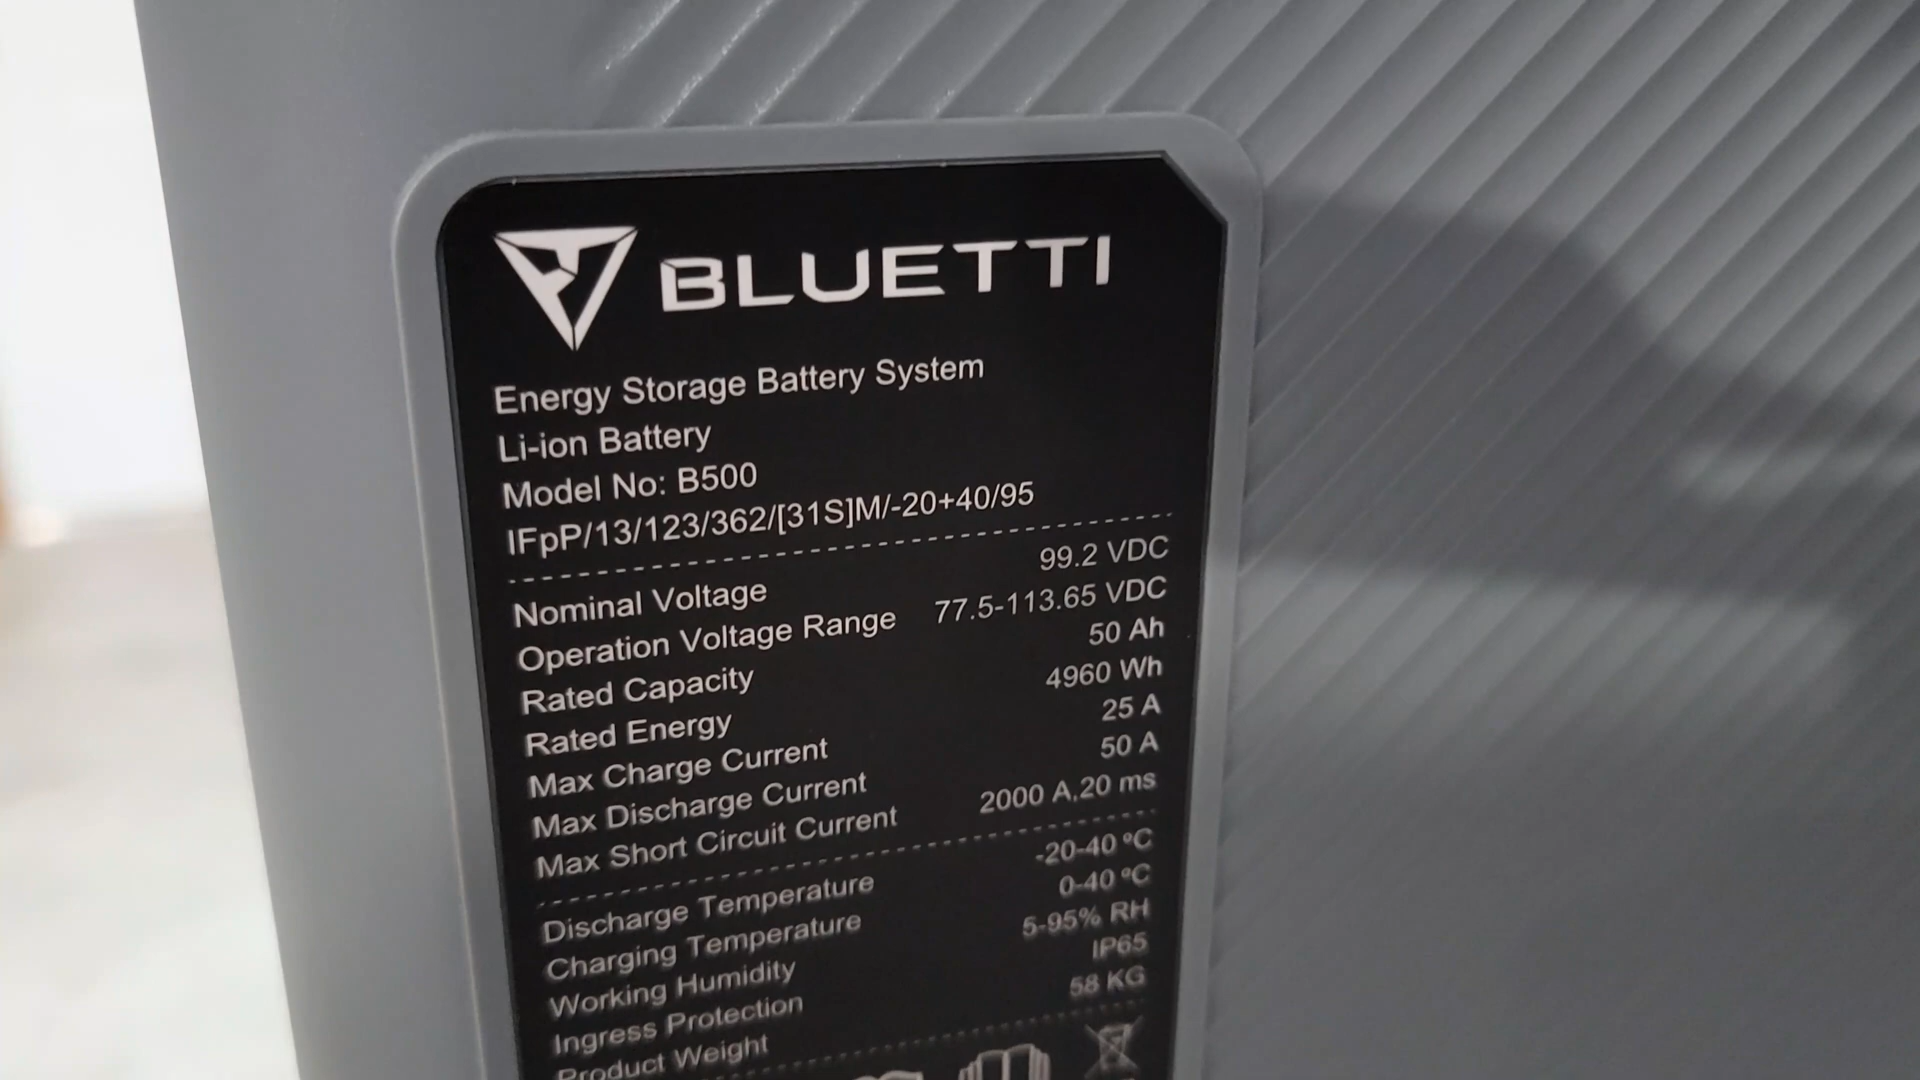 BLUETTI
Energy Storage Battery System
Li-ion Battery
Model No: B500
IFpP/13/123/362/[31S]M/-20+40/95
Nominal Voltage 99.2 VDC
Operation Voltage Range 77.5-113.65 VDC
Rated Capacity 50 Ah
Rated Energy 4960 Wh
Max Charge Current 25 A
Max Discharge Current 50 A
Max Short Circuit Current 2000 A,20 ms
Discharge Temperature -20-40 ºC
Charging Temperature 0-40 ºC
Working Humidity 5-95% RH
Ingress Protection IP65
Product Weight 58 KG